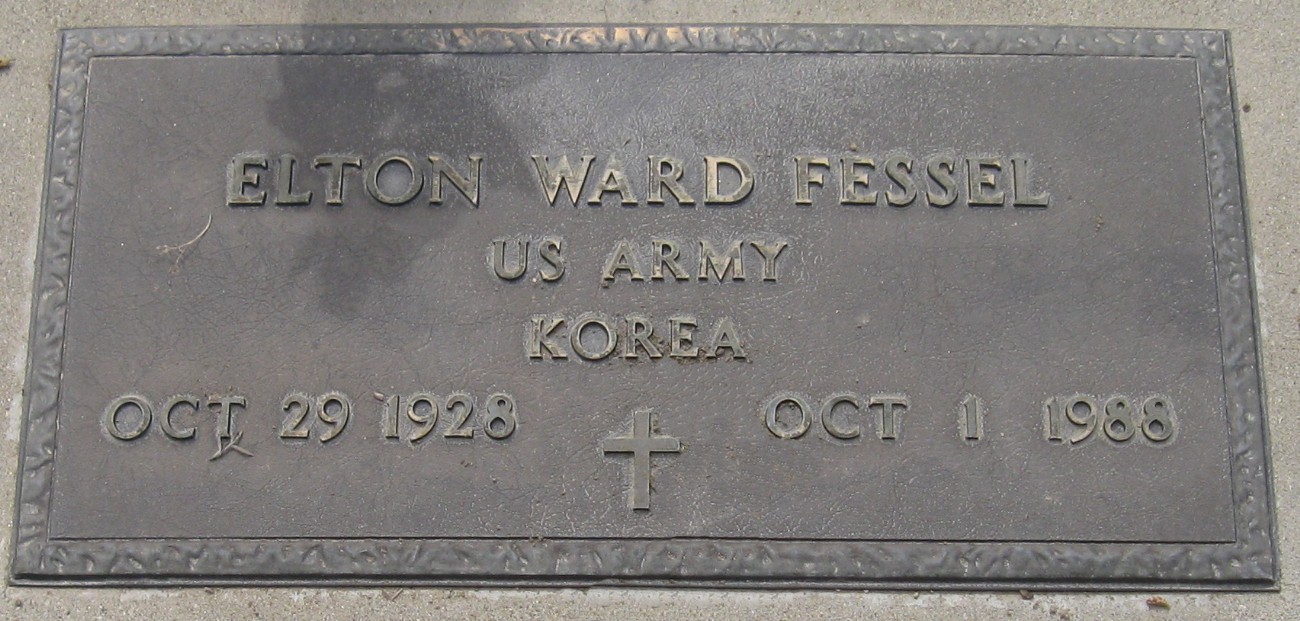 ELTON WARD FESSEL
US ARMY
KOREA
OCT 29 1928 OCT 1 1988